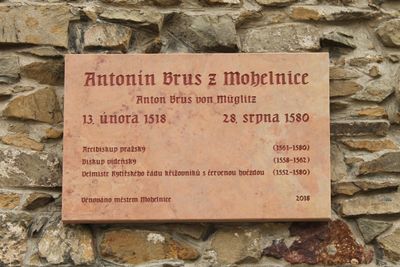 Antonín Brus z Mohelnice
Anton Brus von Müglitz
13. února 1518 28. srpna 1580
Arcibiskup pražský (1561–1580)
Biskup vídeňský (1558–1562)
Velmistr Rytířského řádu křižovníků s červenou hvězdou (1552–1580)
Věnováno městem Mohelnice 2018